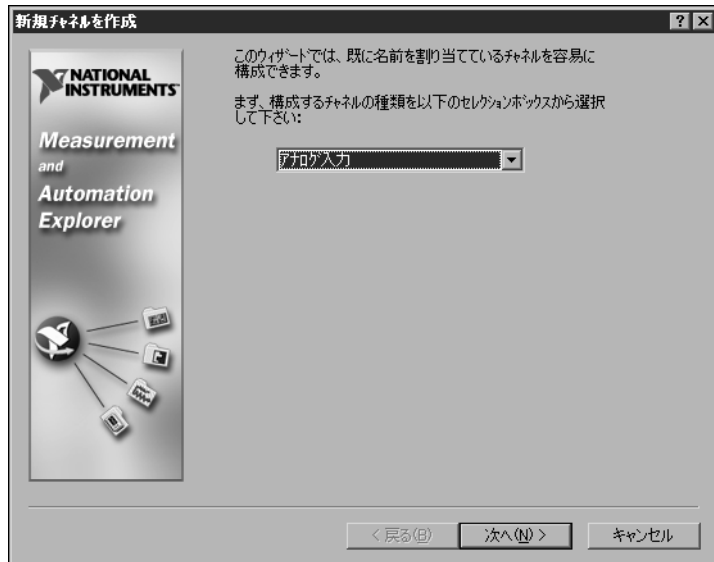 新規ﾁｬﾈﾙを作成
NATIONAL
INSTRUMENTS™
Measurement
and
Automation
Explorer
このｳｨｻﾞｰﾄﾞでは、既に名前を割り当てているﾁｬﾈﾙを容易に
構成できます。
まず、構成するﾁｬﾈﾙの種類を以下のｾﾚｸｼｮﾝﾎﾞｯｸｽから選択
して下さい:
ｱﾅﾛｸﾞ入力
< 戻る(B)
次へ(N) >
キャンセル